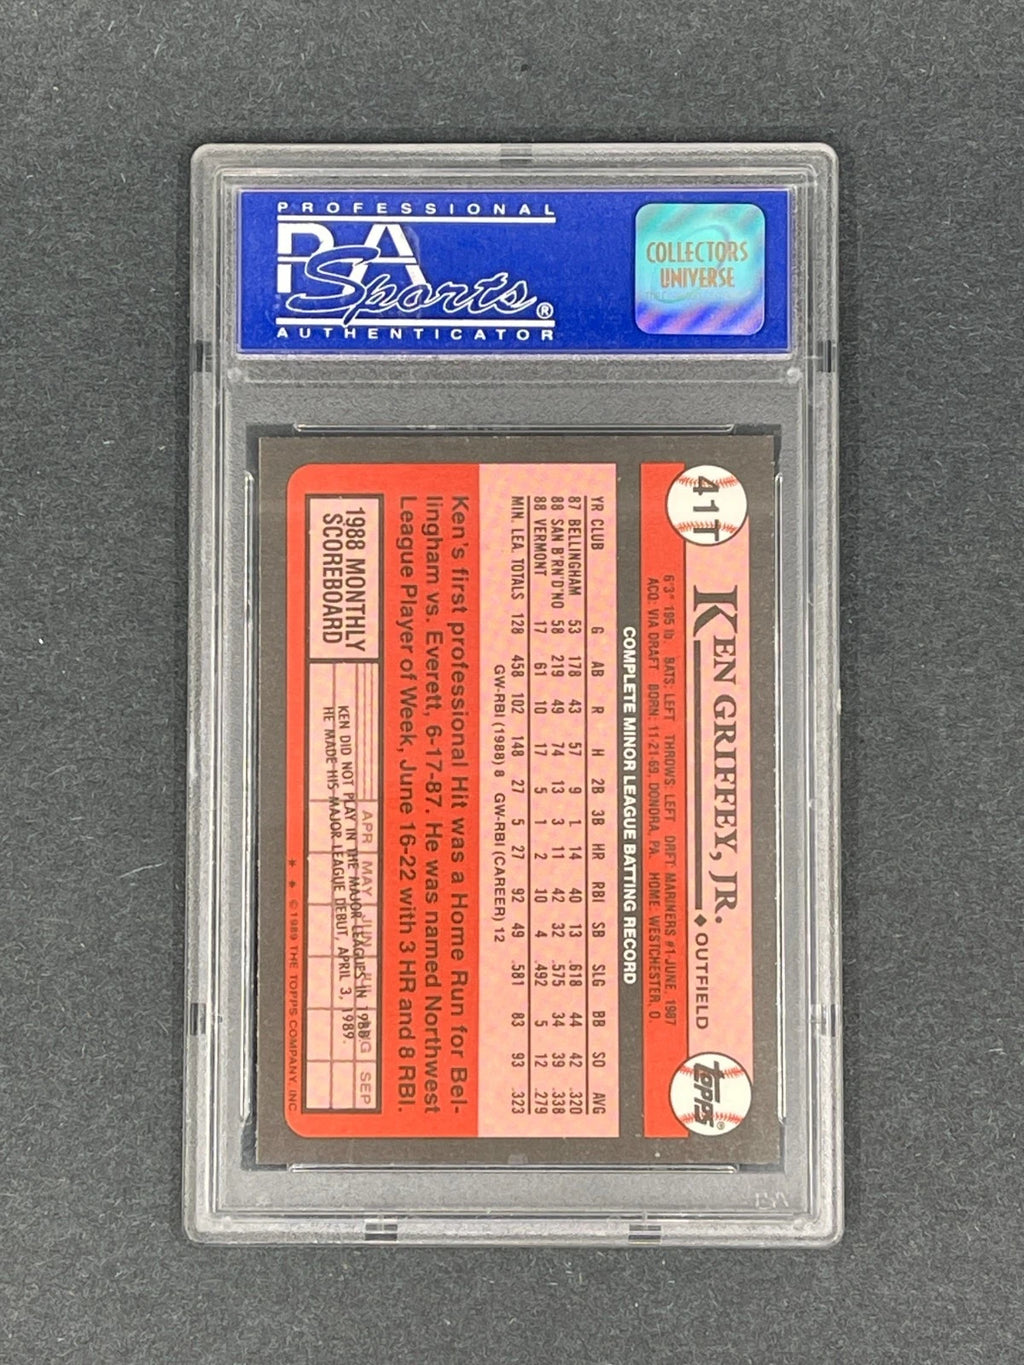 PROFESSIONAL
PSA
Sports®
AUTHENTICATOR
COLLECTORS
UNIVERSE
41T
KEN GRIFFEY, JR. ♦ OUTFIELD
topps®
6'3" 195 lb. BATS: LEFT THROWS: LEFT DRFT: MARINERS #1-JUNE, 1987
ACQ: VIA DRAFT BORN: 11-21-69, DONORA, PA. HOME: WESTCHESTER, O.
COMPLETE MINOR LEAGUE BATTING RECORD
YR CLUB G AB R H 2B 3B HR RBI SB SLG BB SO AVG
87 BELLINGHAM 53 178 43 57 9 1 14 40 13 .618 44 42 .320
88 SAN B'RN'D'NO 58 219 49 74 13 3 11 42 32 .575 34 39 .338
88 VERMONT 17 61 10 17 5 1 2 10 4 .492 5 12 .279
MIN. LEA. TOTALS 128 458 102 148 27 5 27 92 49 .581 83 93 .323
GW-RBI (1988) 8 GW-RBI (CAREER) 12
Ken's first professional Hit was a Home Run for Bel-
lingham vs. Everett, 6-17-87. He was named Northwest
League Player of Week, June 16-22 with 3 HR and 8 RBI.
1988 MONTHLY
SCOREBOARD
APR MAY JUN JUL AUG SEP
KEN DID NOT PLAY IN THE MAJOR LEAGUES IN 1988
HE MADE HIS MAJOR LEAGUE DEBUT, APRIL 3, 1989.
* * © 1989 THE TOPPS COMPANY, INC.